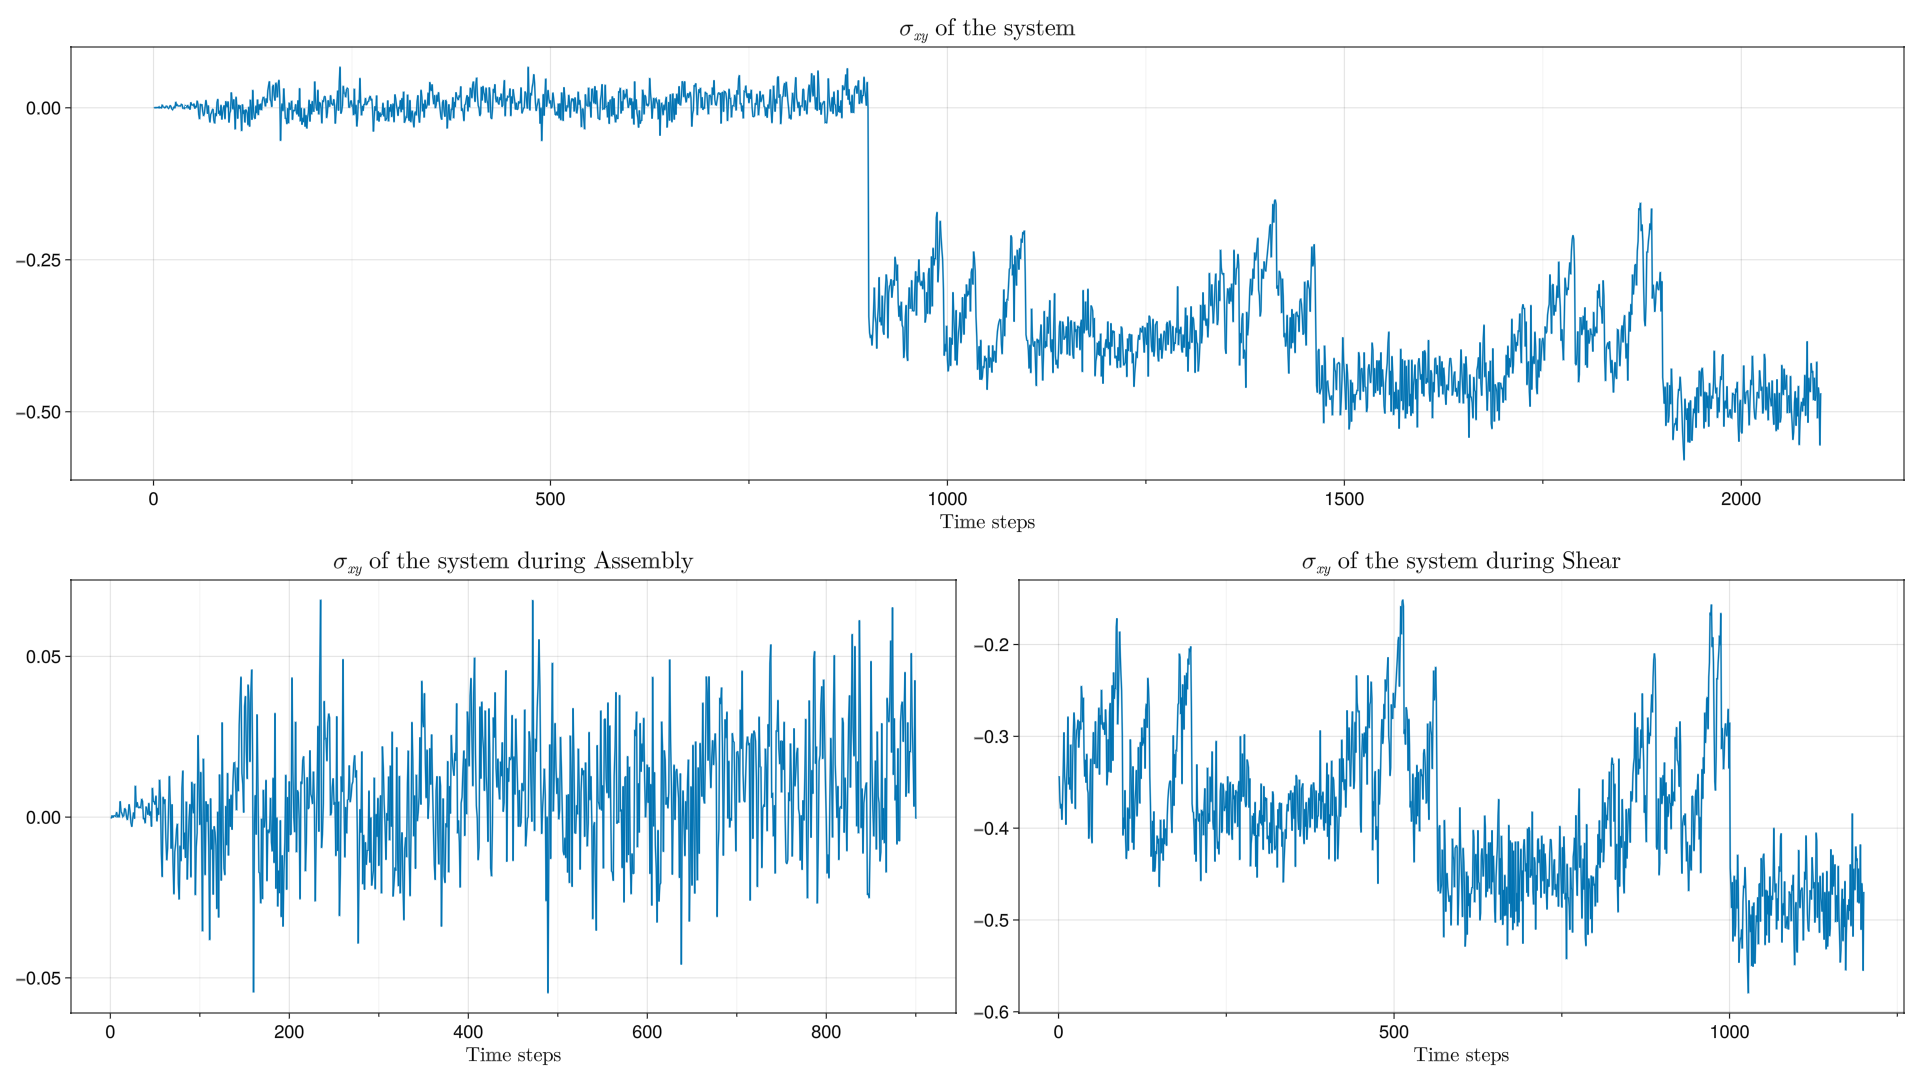 σxy of the system
0.00
−0.25
−0.50
0 500 1000 1500 2000
Time steps
σxy of the system during Assembly
0.05
0.00
−0.05
0 200 400 600 800
Time steps
σxy of the system during Shear
−0.2
−0.3
−0.4
−0.5
−0.6
0 500 1000
Time steps